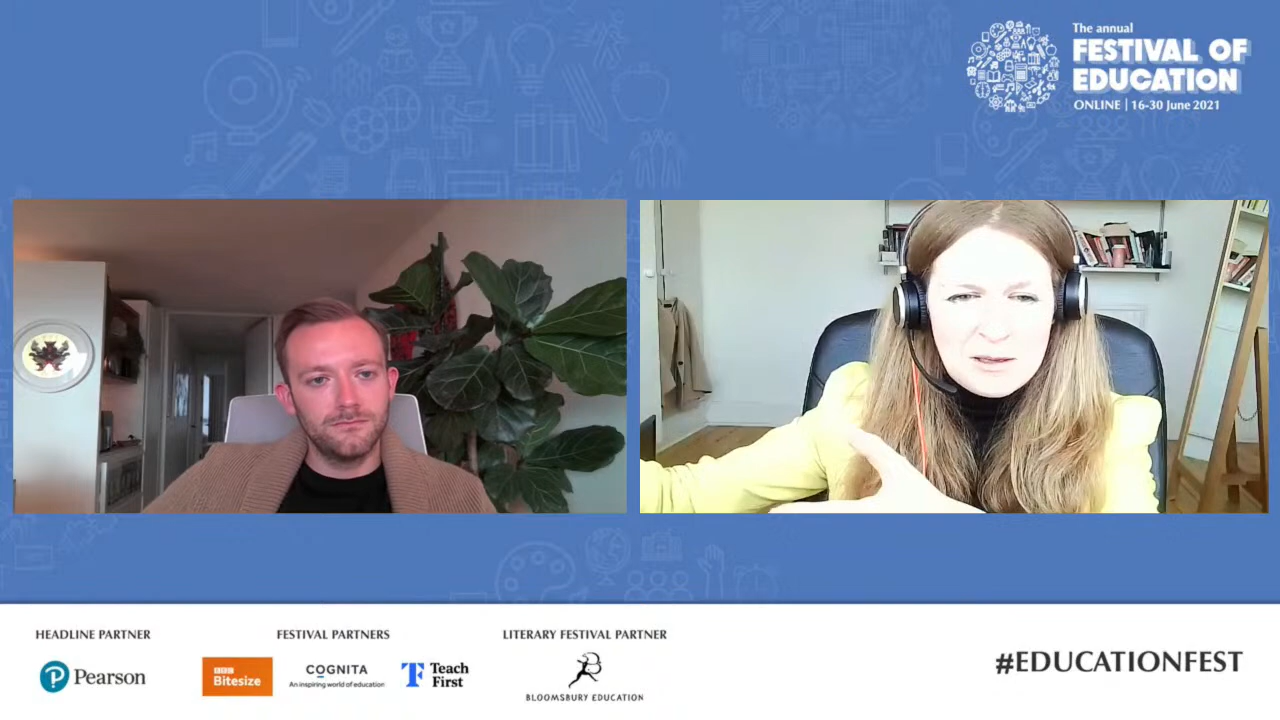 The annual
FESTIVAL OF
EDUCATION
ONLINE | 16-30 June 2021
HEADLINE PARTNER
FESTIVAL PARTNERS
LITERARY FESTIVAL PARTNER
Pearson
BBC
Bitesize
COGNITA
An inspiring world of education
Teach
First
BLOOMSBURY EDUCATION
#EDUCATIONFEST